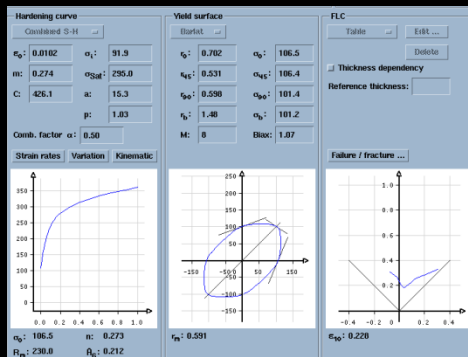 Hardening curve
Combined S-H
ε₀: 0.0102 σᵢ: 91.9
m: 0.274 σSat: 295.0
C: 426.1 a: 15.3
p: 1.03
Comb. factor α: 0.50
Strain rates Variation Kinematic
350
300
250
200
150
100
50
0
0.0 0.2 0.4 0.6 0.8 1.0
σ₀: 106.5 n: 0.273
Rm: 230.0 Ag: 0.212
Yield surface
Barlat
r₀: 0.702 σ₀: 106.5
r45: 0.531 σ45: 106.4
r90: 0.598 σ90: 101.4
rb: 1.48 σb: 101.2
M: 8 Biax: 1.07
250
200
150
100
50
-150 -50 50 150
-50
-100
-150
rm: 0.591
FLC
Table Edit ...
Delete
Thickness dependency
Reference thickness:
Failure / fracture ...
1.0
0.8
0.6
0.4
0.2
-0.4 -0.2 0.0 0.2 0.4
ε10: 0.228